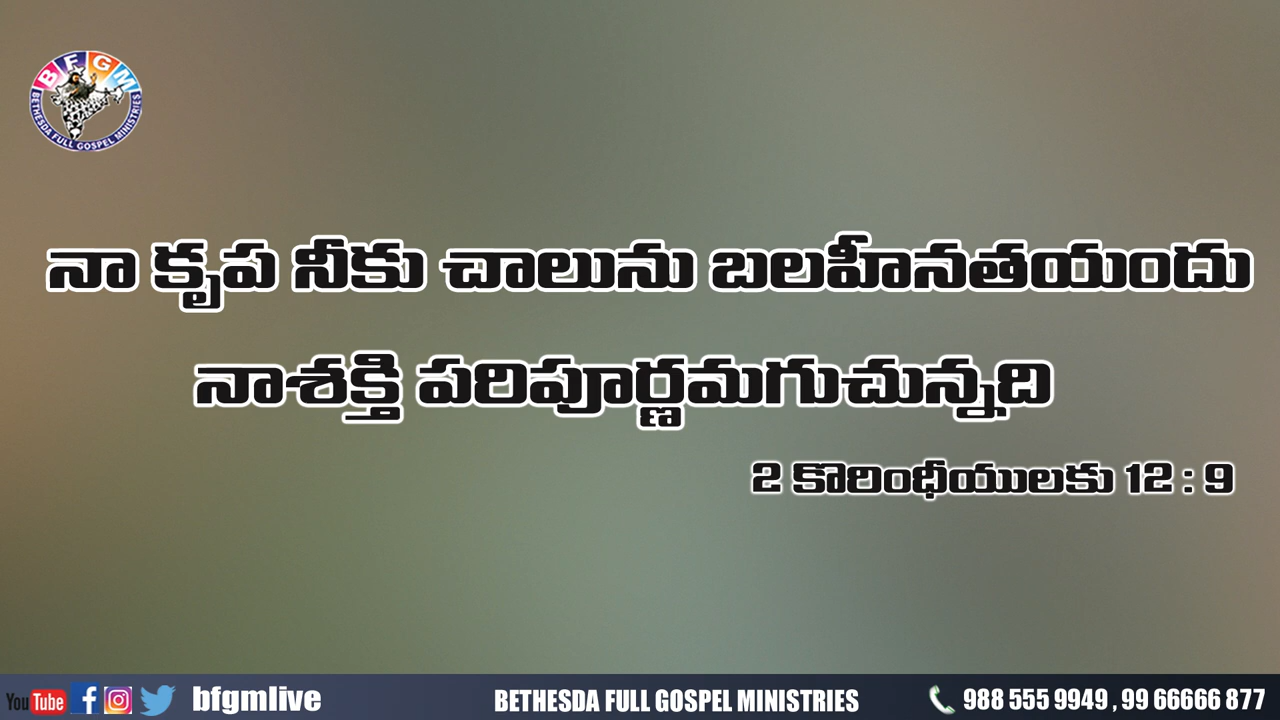 BFGM
BETHESDA FULL GOSPEL MINISTRIES
నా కృప నీకు చాలును బలహీనతయందు
నాశక్తి పరిపూర్ణమగుచున్నది
2 కొరింధీయులకు 12 : 9
YouTube f bfgmlive BETHESDA FULL GOSPEL MINISTRIES 988 555 9949 , 99 66666 877